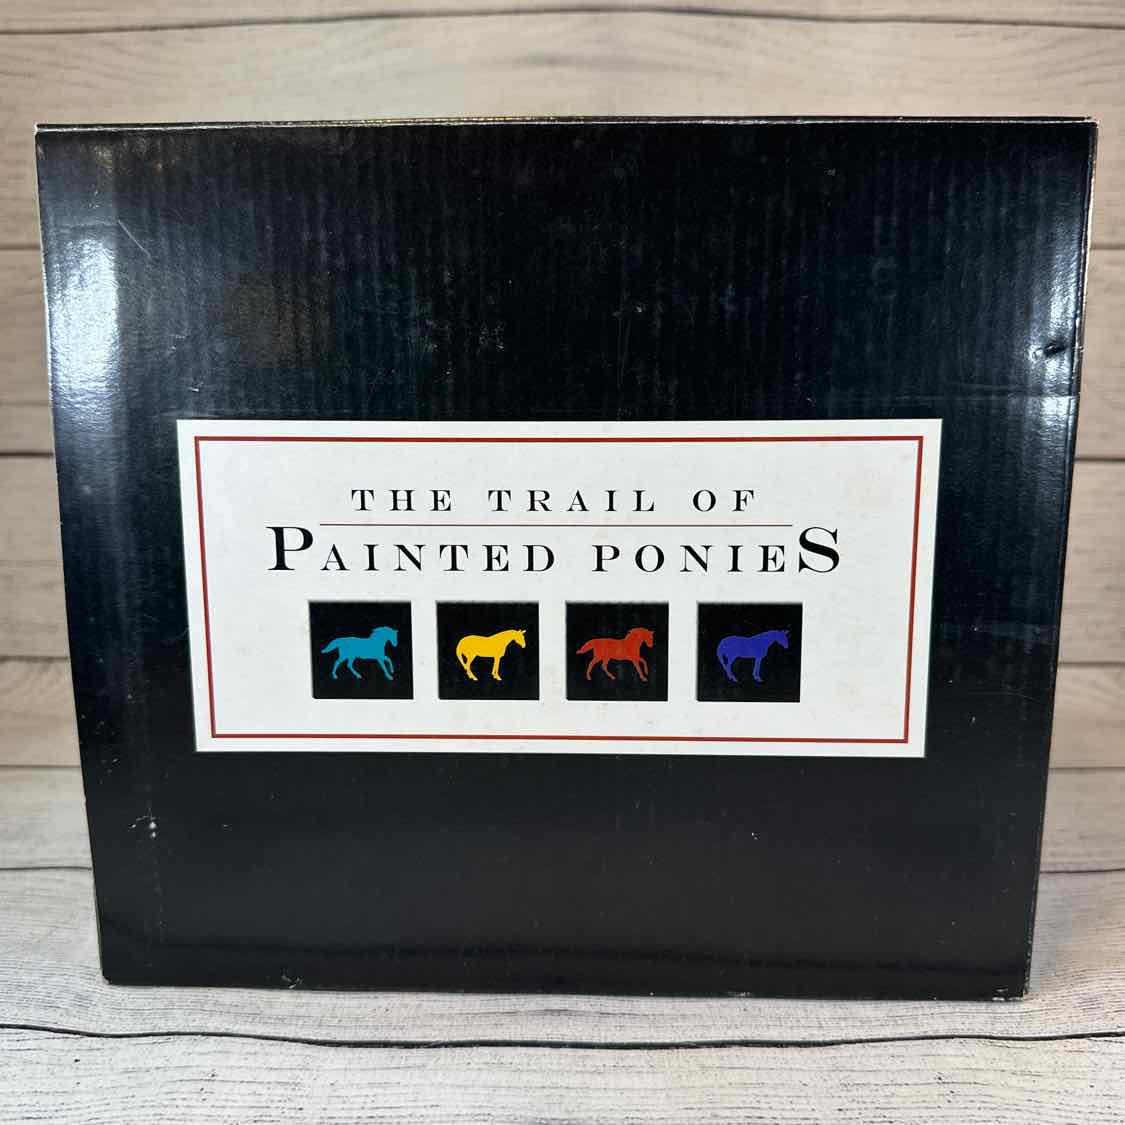 THE TRAIL OF
PAINTED PONIES